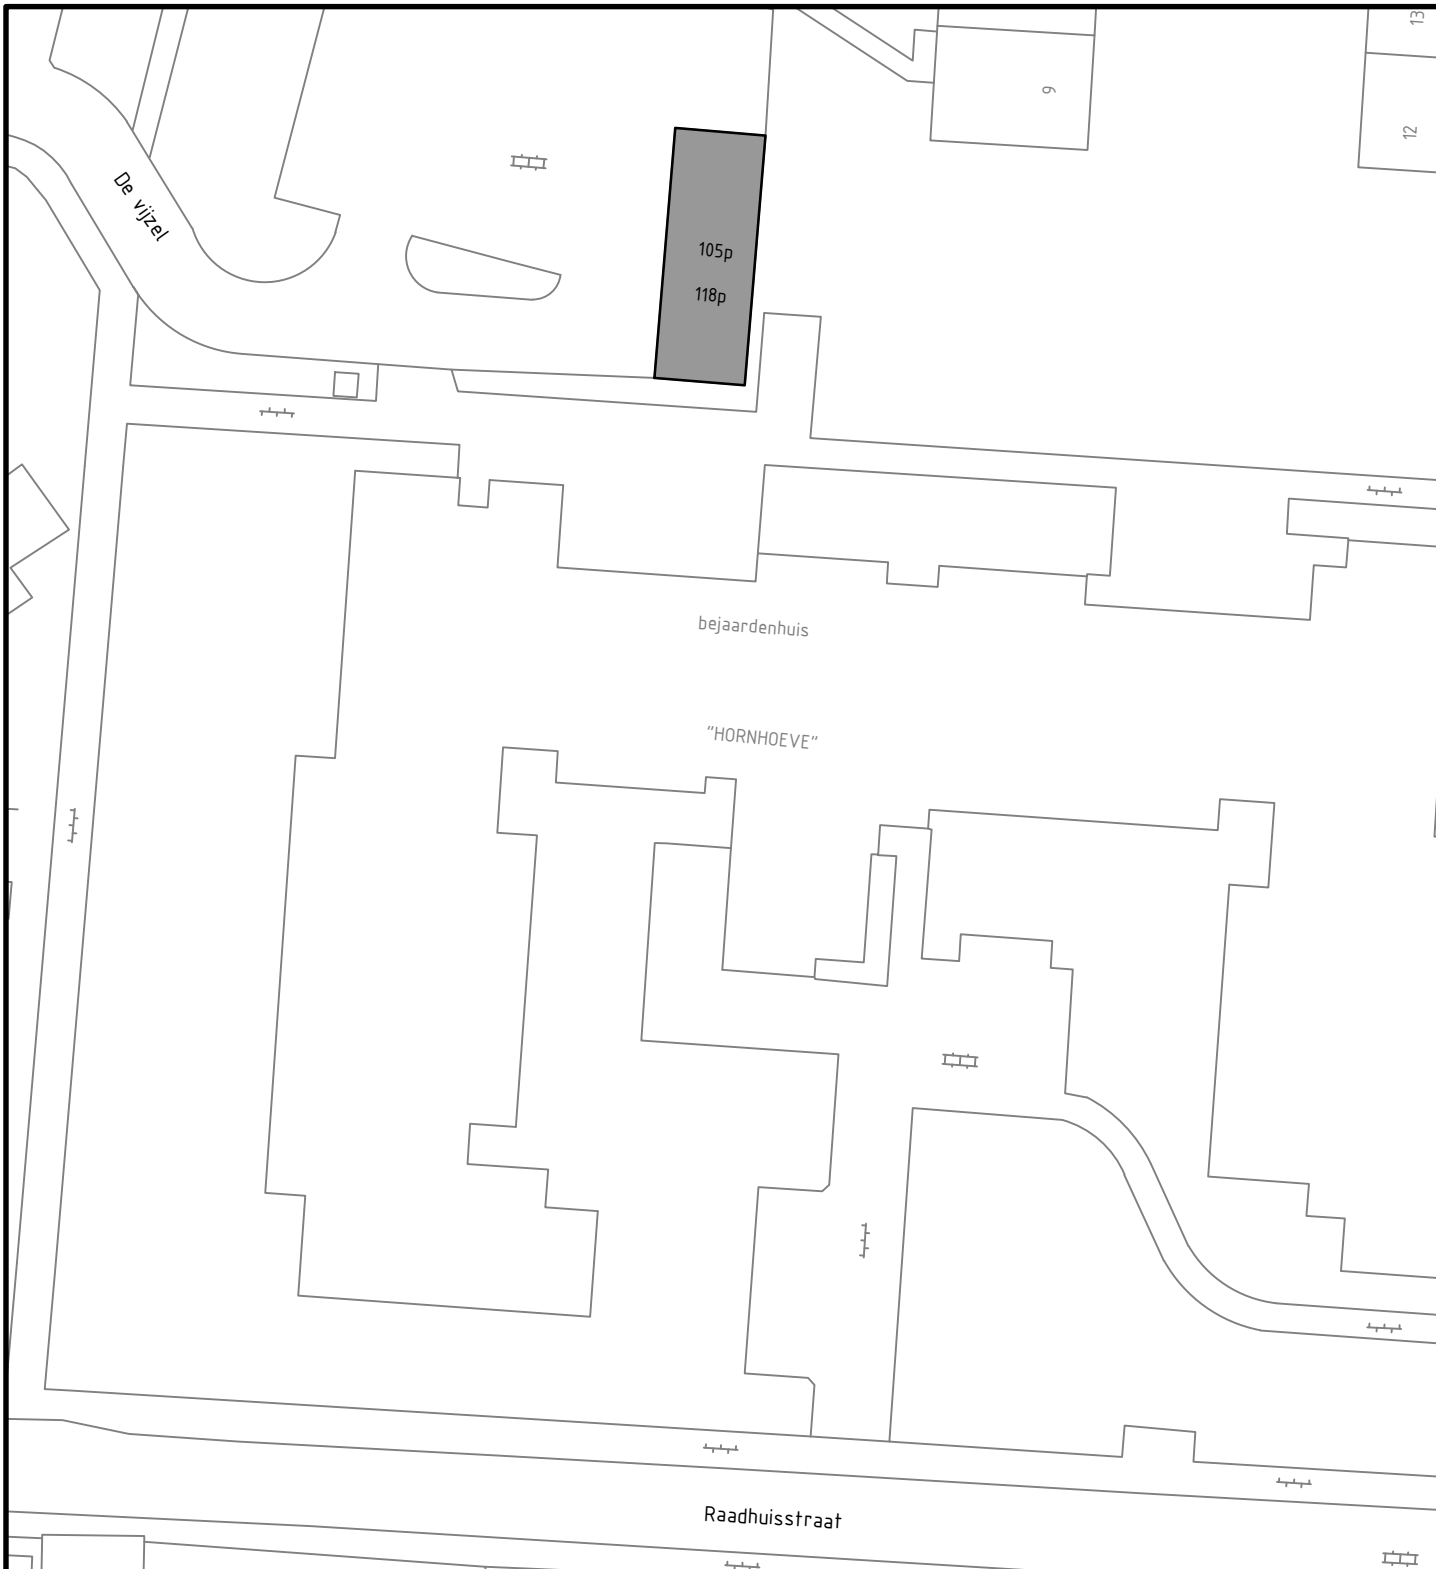 13
9
12
De vijzel
105p
118p
bejaardenhuis
"HORNHOEVE"
Raadhuisstraat